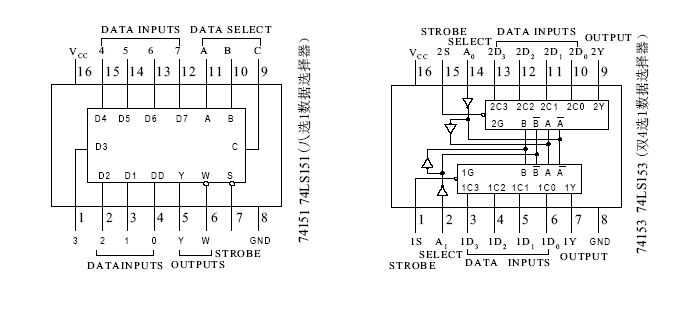 DATA INPUTS DATA SELECT
VCC 4 5 6 7 A B C
16 15 14 13 12 11 10 9
D4 D5 D6 D7 A B
D3 C
D2 D1 DD Y W S
1 2 3 4 5 6 7 8
3 2 1 0 Y W GND
STROBE
DATAINPUTS OUTPUTS
74151 74LS151(八选1数据选择器)
STROBE DATA INPUTS
SELECT OUTPUT
VCC 2S A0 2D3 2D2 2D1 2D0 2Y
16 15 14 13 12 11 10 9
2C3 2C2 2C1 2C0 2Y
2G B B A A
1G B B A A
1C3 1C2 1C1 1C0 1Y
1 2 3 4 5 6 7 8
1S A1 1D3 1D2 1D1 1D0 1Y GND
SELECT OUTPUT
STROBE DATA INPUTS
74153 74LS153(双4选1数据选择器)